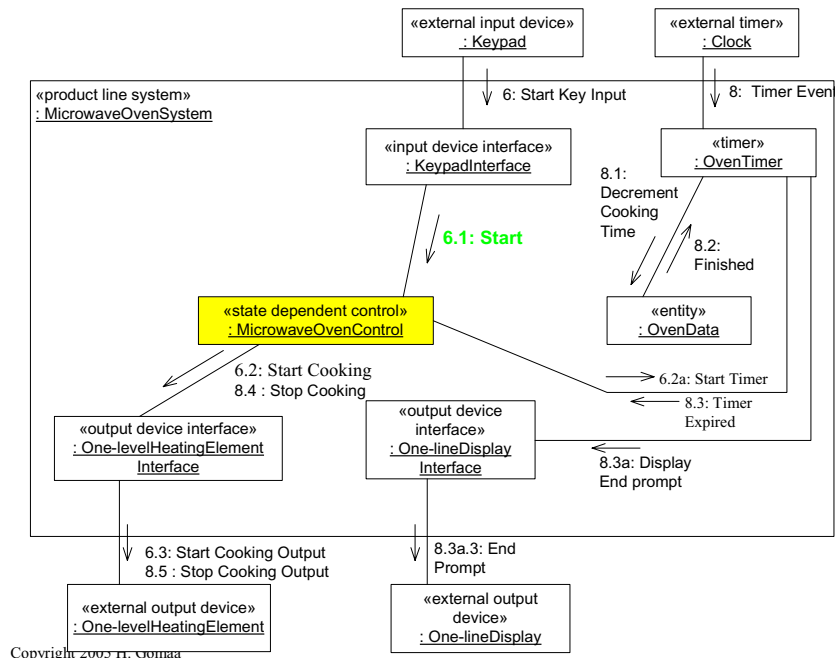 «external input device»
: Keypad
«external timer»
: Clock
«product line system»
: MicrowaveOvenSystem
6: Start Key Input
8:  Timer Event
«input device interface»
: KeypadInterface
«timer»
: OvenTimer
8.1:
Decrement
Cooking
Time
8.2:
Finished
6.1: Start
«state dependent control»
: MicrowaveOvenControl
«entity»
: OvenData
6.2: Start Cooking
8.4 : Stop Cooking
6.2a: Start Timer
8.3: Timer
Expired
«output device interface»
: One-levelHeatingElement
Interface
«output device
interface»
: One-lineDisplay
Interface
8.3a: Display
End prompt
6.3: Start Cooking Output
8.5 : Stop Cooking Output
8.3a.3: End
Prompt
«external output device»
: One-levelHeatingElement
«external output
device»
: One-lineDisplay
Copyright 2005 H. Gomaa